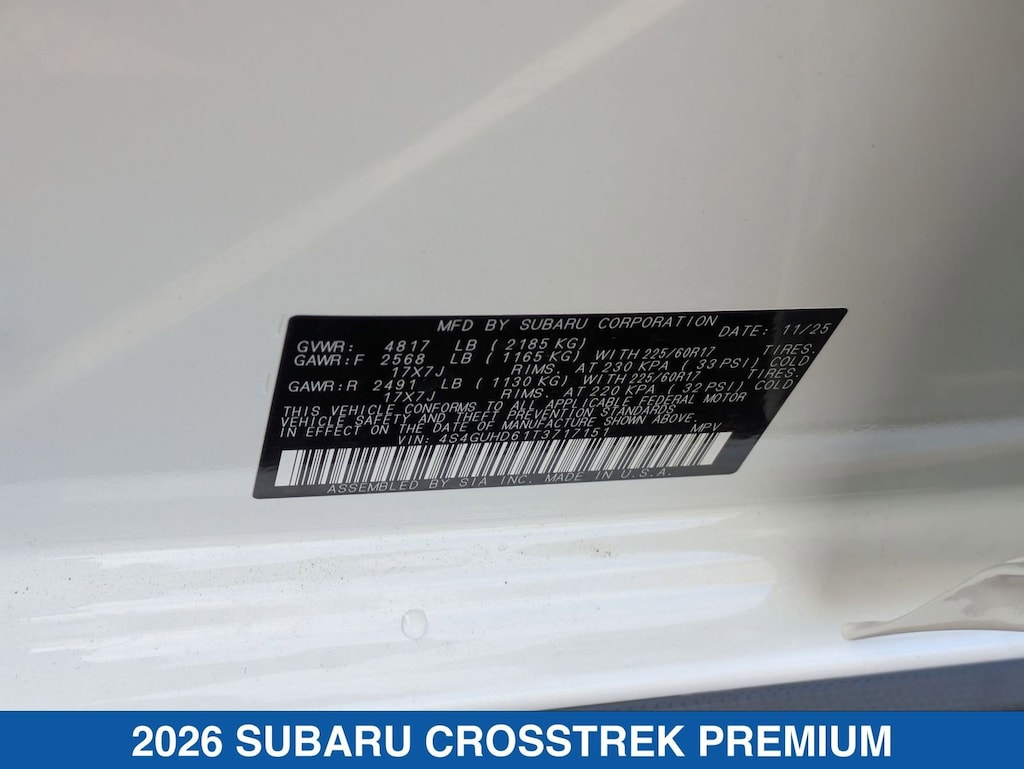 MFD BY SUBARU CORPORATION DATE: 11/25
GVWR: 4817 LB (2185 KG)
GAWR:F 2568 LB (1165 KG) WITH 225/60R17 TIRES.
17X7J RIMS. AT 230 KPA (33 PSI) COLD
GAWR:R 2491 LB (1130 KG) WITH 225/60R17 TIRES.
17X7J RIMS. AT 220 KPA (32 PSI) COLD
THIS VEHICLE CONFORMS TO ALL APPLICABLE FEDERAL MOTOR
VEHICLE SAFETY AND THEFT PREVENTION STANDARDS
IN EFFECT ON THE DATE OF MANUFACTURE SHOWN ABOVE.
VIN: 4S4GUHD61T3717151 MPV
ASSEMBLED BY SIA INC. MADE IN U.S.A.
2026 SUBARU CROSSTREK PREMIUM